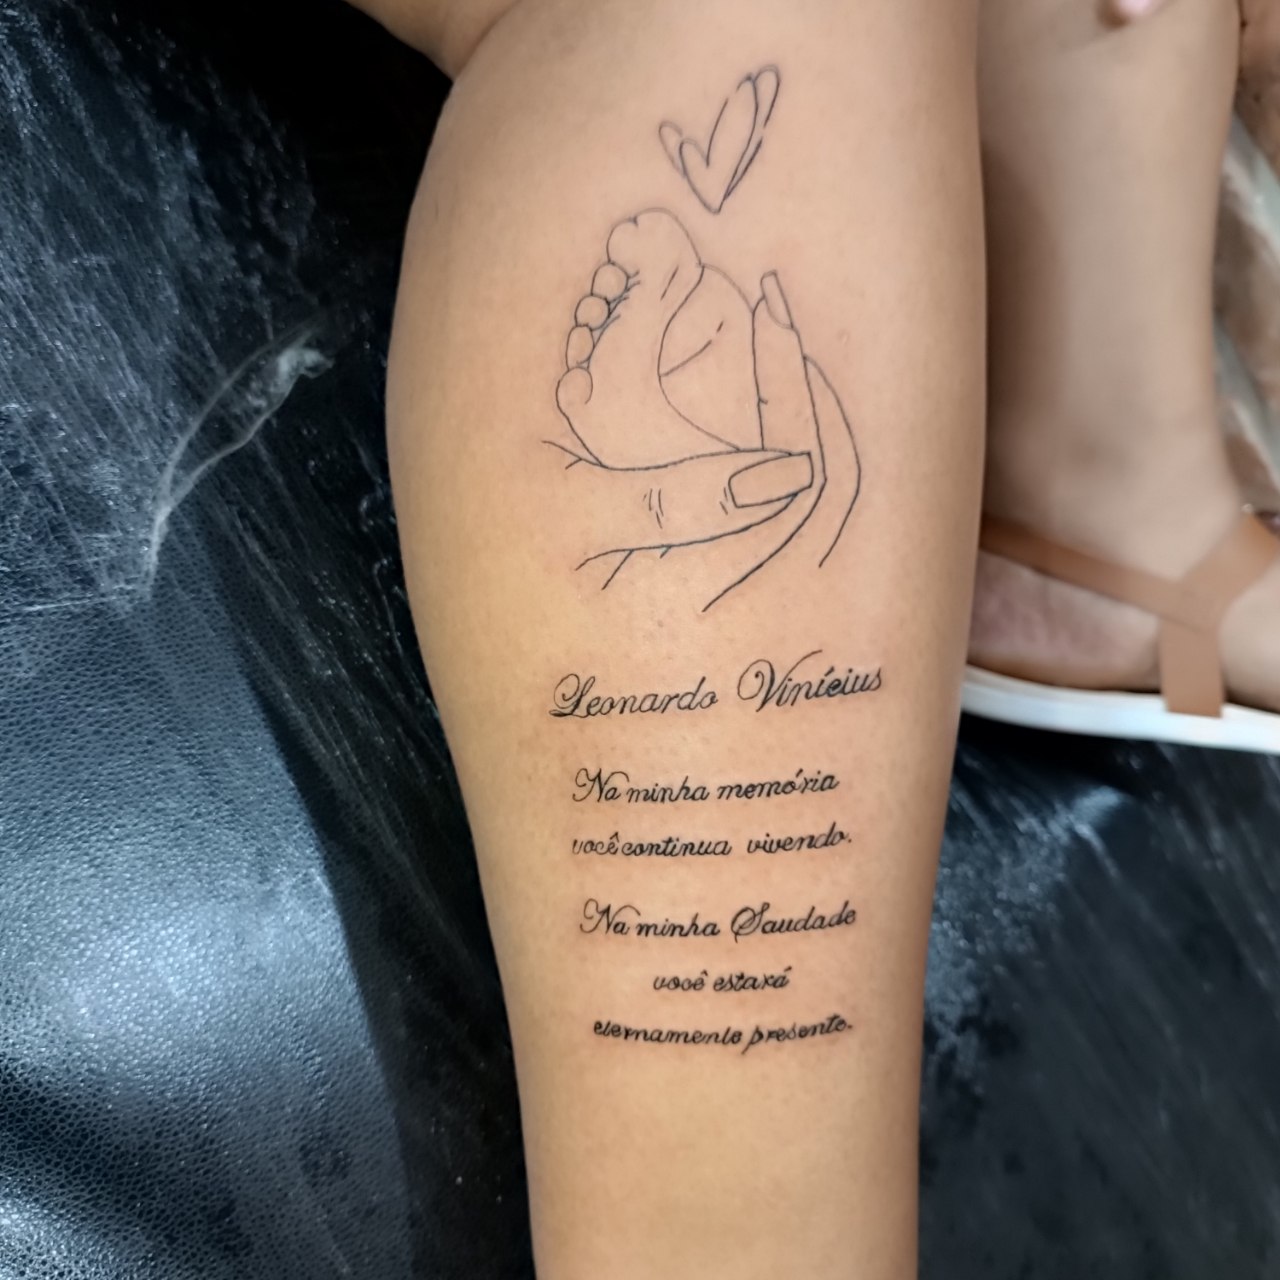 Leonardo Vinícius
Na minha memória
você continua vivendo.
Na minha Saudade
você estará
eternamente presente.